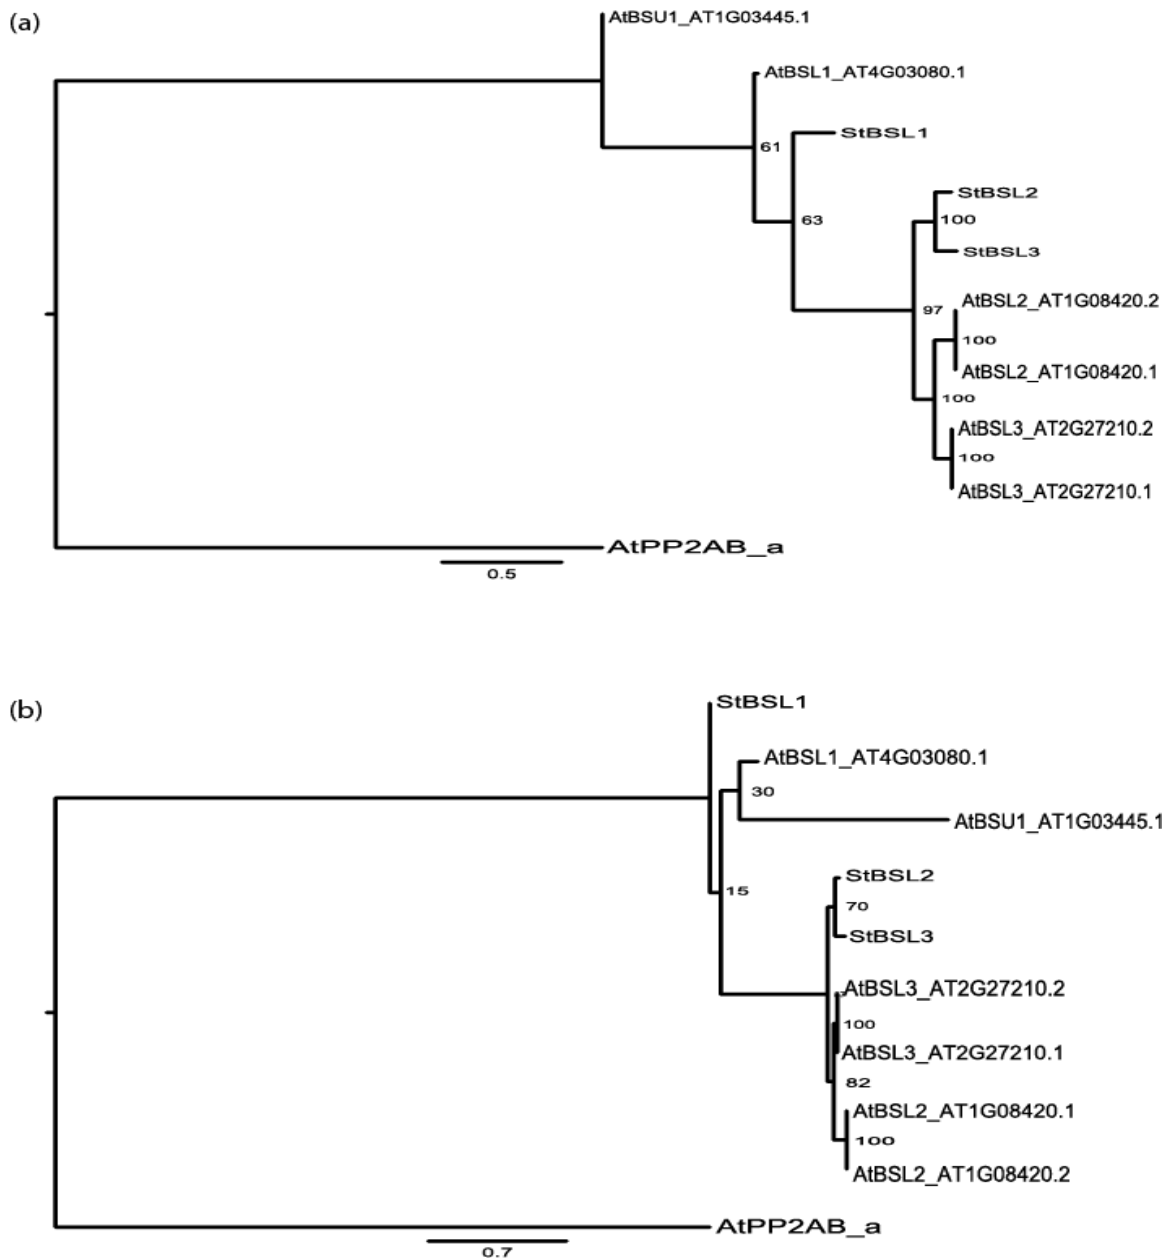 (a)
AtBSU1_AT1G03445.1
AtBSL1_AT4G03080.1
StBSL1
61
StBSL2
63
100
StBSL3
AtBSL2_AT1G08420.2
97
100
AtBSL2_AT1G08420.1
100
AtBSL3_AT2G27210.2
100
AtBSL3_AT2G27210.1
AtPP2AB_a
0.5
(b)
StBSL1
AtBSL1_AT4G03080.1
30
AtBSU1_AT1G03445.1
StBSL2
15
70
StBSL3
AtBSL3_AT2G27210.2
100
AtBSL3_AT2G27210.1
82
AtBSL2_AT1G08420.1
100
AtBSL2_AT1G08420.2
AtPP2AB_a
0.7